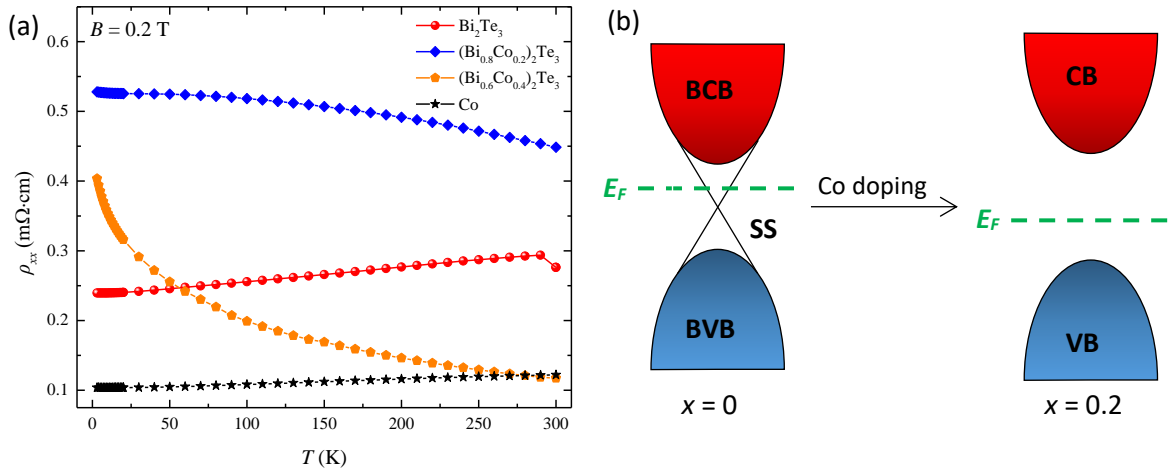 (a)
B = 0.2 T
Bi₂Te₃
(Bi₀.₈Co₀.₂)₂Te₃
(Bi₀.₆Co₀.₄)₂Te₃
Co
0.6
0.5
0.4
0.3
0.2
0.1
ρxx (mΩ·cm)
0 50 100 150 200 250 300
T (K)
(b)
BCB
CB
EF
Co doping
EF
SS
BVB
VB
x = 0
x = 0.2